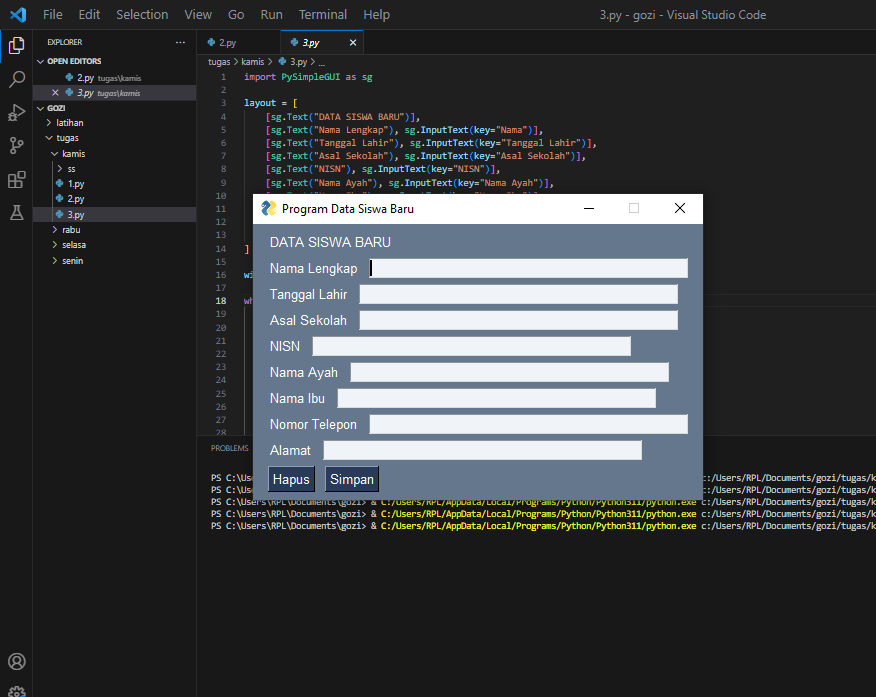 File Edit Selection View Go Run Terminal Help 3.py - gozi - Visual Studio Code
EXPLORER ...
OPEN EDITORS
2.py tugas\kamis
3.py tugas\kamis
GOZI
latihan
tugas
kamis
ss
1.py
2.py
3.py
rabu
selasa
senin
2.py 3.py
tugas > kamis > 3.py > ...
1 import PySimpleGUI as sg
2
3 layout = [
4 [sg.Text("DATA SISWA BARU")],
5 [sg.Text("Nama Lengkap"), sg.InputText(key="Nama")],
6 [sg.Text("Tanggal Lahir"), sg.InputText(key="Tanggal Lahir")],
7 [sg.Text("Asal Sekolah"), sg.InputText(key="Asal Sekolah")],
8 [sg.Text("NISN"), sg.InputText(key="NISN")],
9 [sg.Text("Nama Ayah"), sg.InputText(key="Nama Ayah")],
10
11
12
13
14 ]
15
16 wi
17
18 wh
19
20
21
22
23
24
25
26
27
28
Program Data Siswa Baru
DATA SISWA BARU
Nama Lengkap
Tanggal Lahir
Asal Sekolah
NISN
Nama Ayah
Nama Ibu
Nomor Telepon
Alamat
Hapus Simpan
PROBLEMS
PS C:\Use c:/Users/RPL/Documents/gozi/tugas/k
PS C:\Use c:/Users/RPL/Documents/gozi/tugas/k
PS C:\Users\RPL\Documents\gozi> & C:/Users/RPL/AppData/Local/Programs/Python/Python311/python.exe c:/Users/RPL/Documents/gozi/tugas/k
PS C:\Users\RPL\Documents\gozi> & C:/Users/RPL/AppData/Local/Programs/Python/Python311/python.exe c:/Users/RPL/Documents/gozi/tugas/k
PS C:\Users\RPL\Documents\gozi> & C:/Users/RPL/AppData/Local/Programs/Python/Python311/python.exe c:/Users/RPL/Documents/gozi/tugas/k